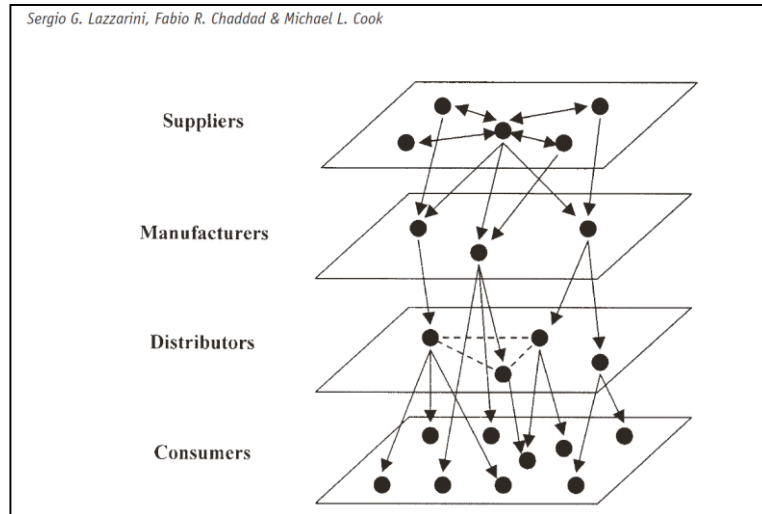 Sergio G. Lazzarini, Fabio R. Chaddad & Michael L. Cook
Suppliers
Manufacturers
Distributors
Consumers